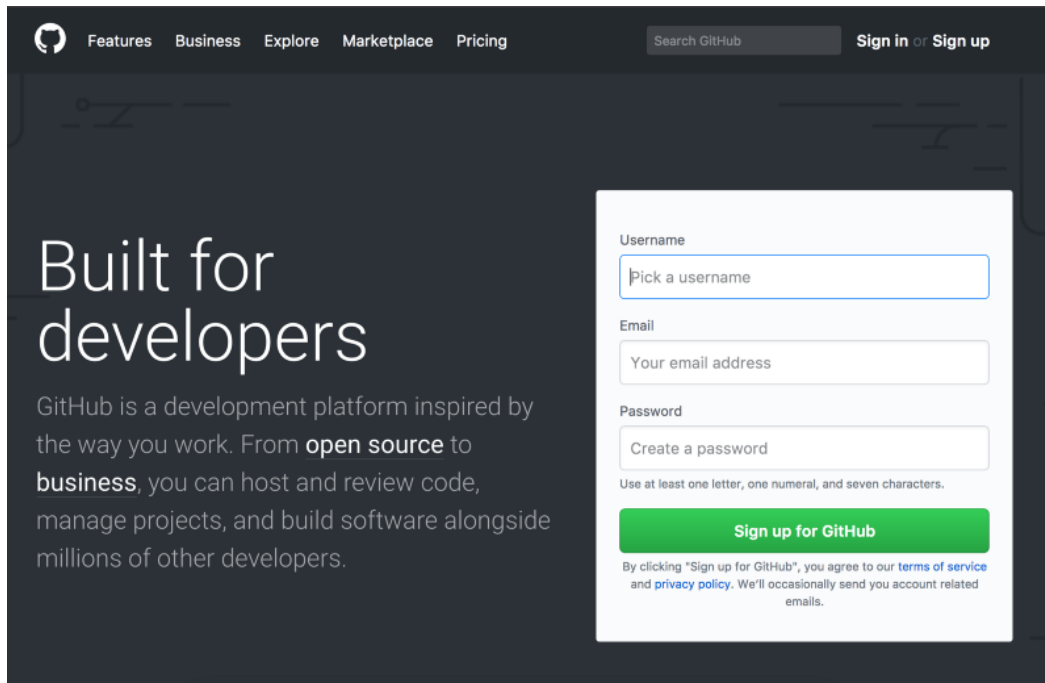 Features Business Explore Marketplace Pricing Search GitHub Sign in or Sign up
Built for
developers
GitHub is a development platform inspired by
the way you work. From open source to
business, you can host and review code,
manage projects, and build software alongside
millions of other developers.
Username
Pick a username
Email
Your email address
Password
Create a password
Use at least one letter, one numeral, and seven characters.
Sign up for GitHub
By clicking "Sign up for GitHub", you agree to our terms of service
and privacy policy. We'll occasionally send you account related
emails.